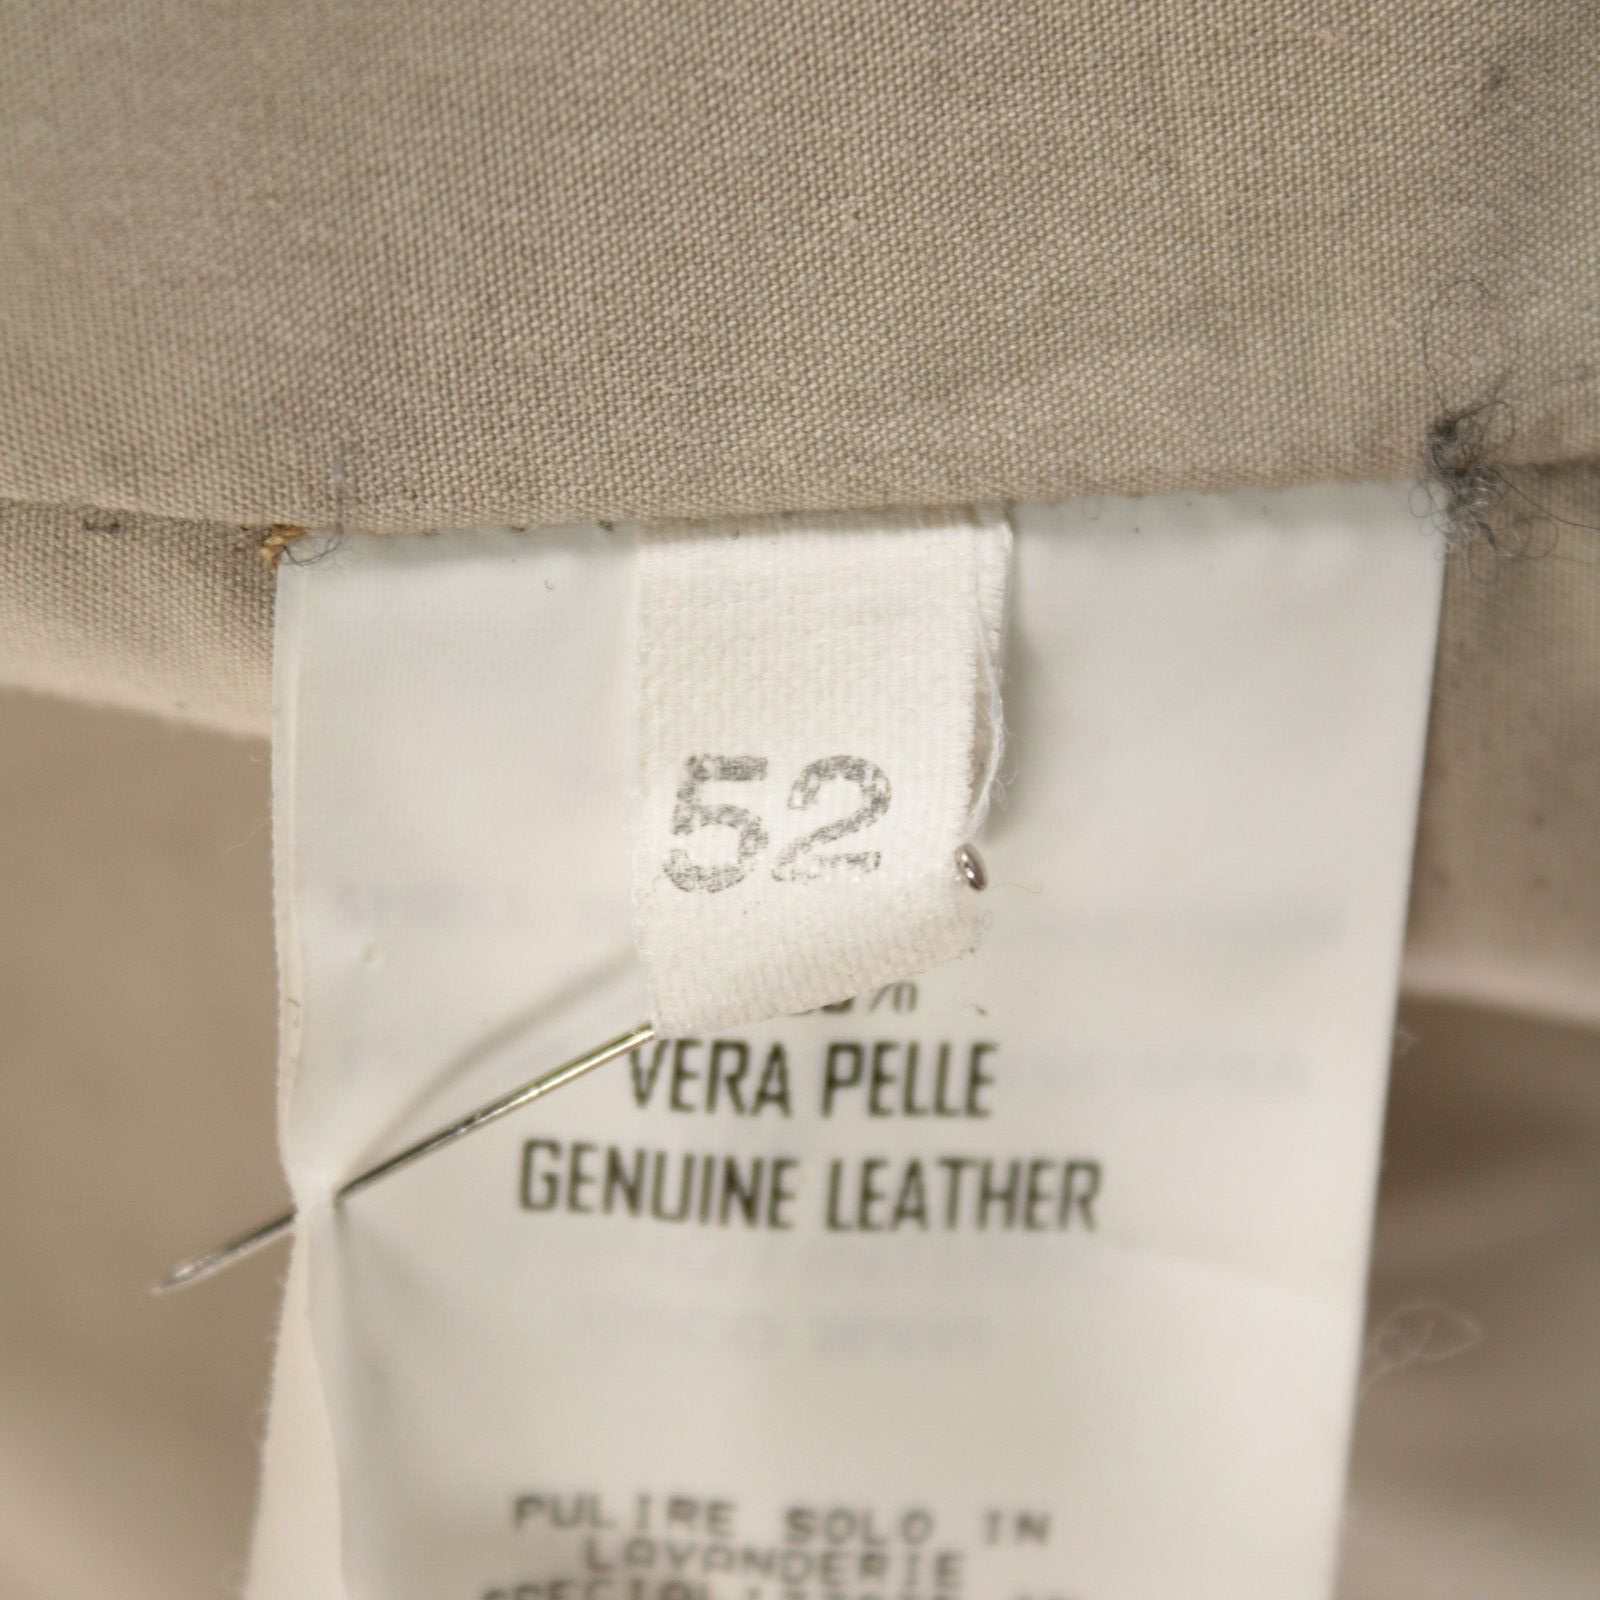 52
VERA PELLE
GENUINE LEATHER
PULIRE SOLO IN
LAVANDERIE